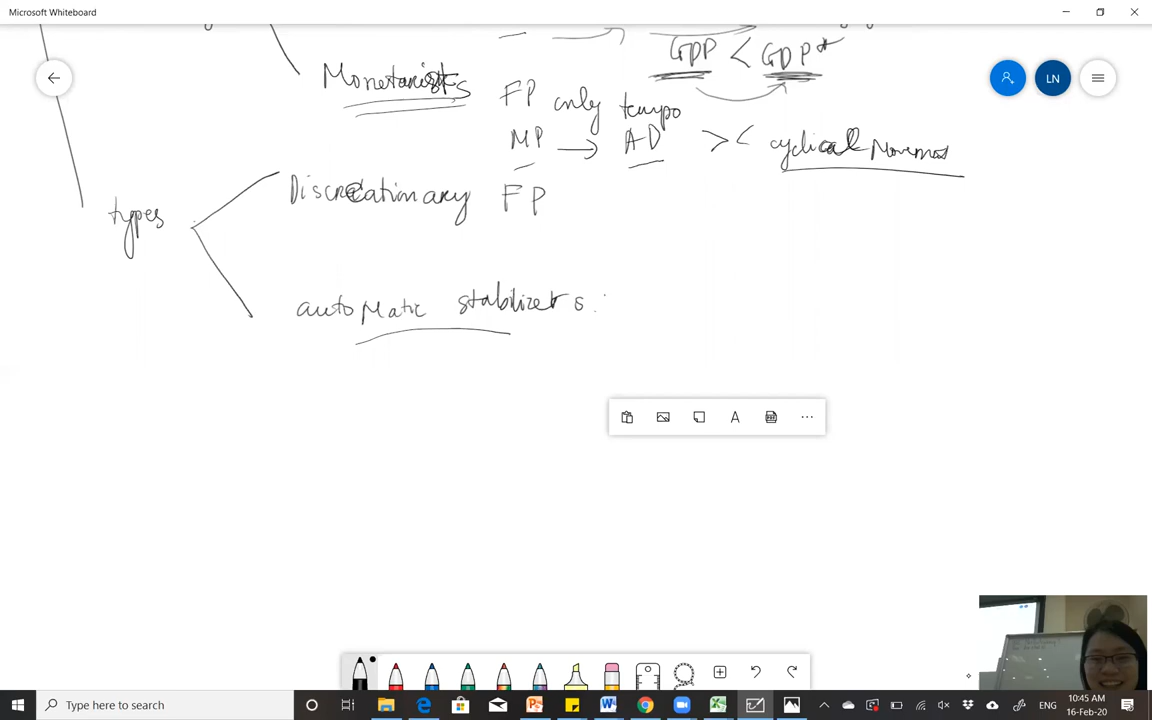 Microsoft Whiteboard
GDP < GDP*
Monetarists
FP only tempo
MP → AD >< cyclical Movement
LN
types
Discretionary FP
automatic stabilizers :
A
Type here to search
ENG
10:45 AM
16-Feb-20